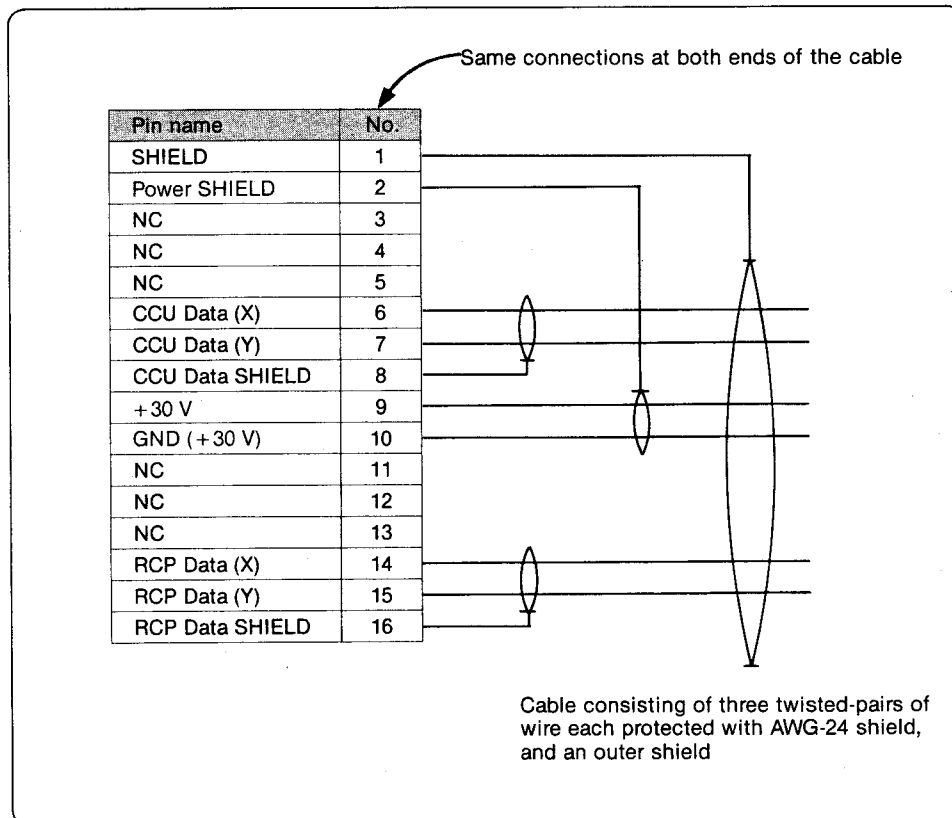 Same connections at both ends of the cable
Pin name No.
SHIELD 1
Power SHIELD 2
NC 3
NC 4
NC 5
CCU Data (X) 6
CCU Data (Y) 7
CCU Data SHIELD 8
+30 V 9
GND (+30 V) 10
NC 11
NC 12
NC 13
RCP Data (X) 14
RCP Data (Y) 15
RCP Data SHIELD 16
Cable consisting of three twisted-pairs of
wire each protected with AWG-24 shield,
and an outer shield